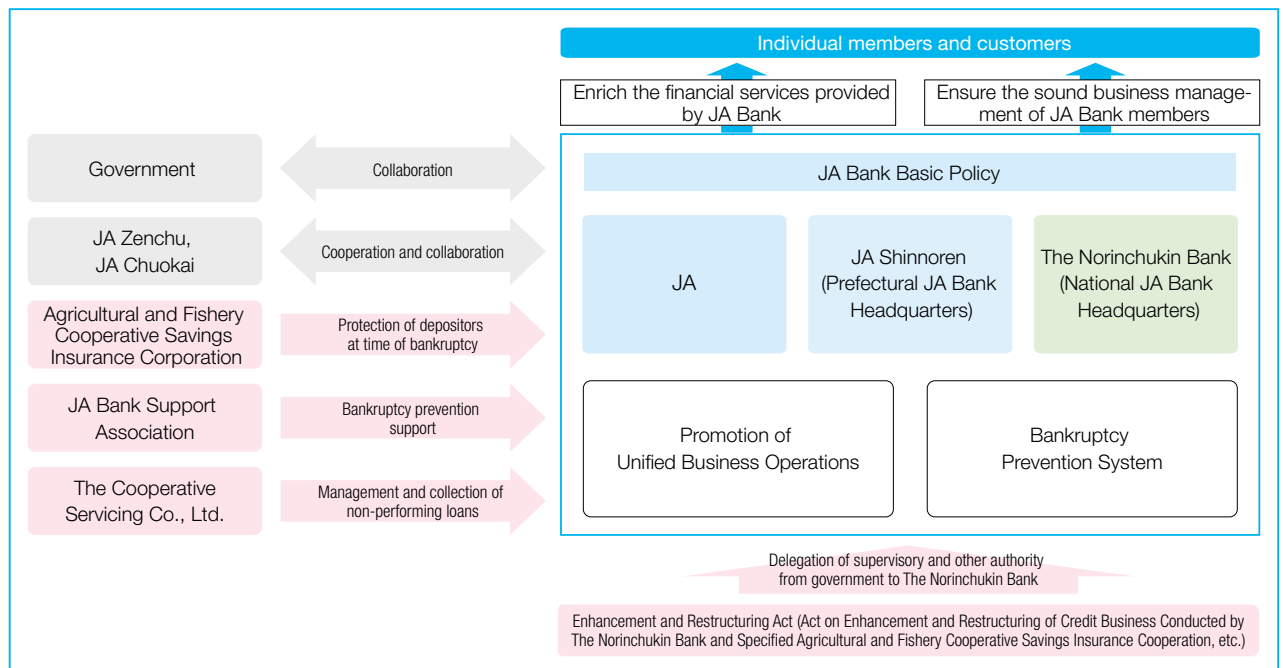 Individual members and customers
Enrich the financial services provided
by JA Bank
Ensure the sound business manage-
ment of JA Bank members
Government
Collaboration
JA Bank Basic Policy
JA Zenchu,
JA Chuokai
Cooperation and collaboration
JA
JA Shinnoren
(Prefectural JA Bank
Headquarters)
The Norinchukin Bank
(National JA Bank
Headquarters)
Agricultural and Fishery
Cooperative Savings
Insurance Corporation
Protection of depositors
at time of bankruptcy
JA Bank Support
Association
Bankruptcy prevention
support
Promotion of
Unified Business Operations
Bankruptcy
Prevention System
The Cooperative
Servicing Co., Ltd.
Management and collection of
non-performing loans
Delegation of supervisory and other authority
from government to The Norinchukin Bank
Enhancement and Restructuring Act (Act on Enhancement and Restructuring of Credit Business Conducted by
The Norinchukin Bank and Specified Agricultural and Fishery Cooperative Savings Insurance Cooperation, etc.)